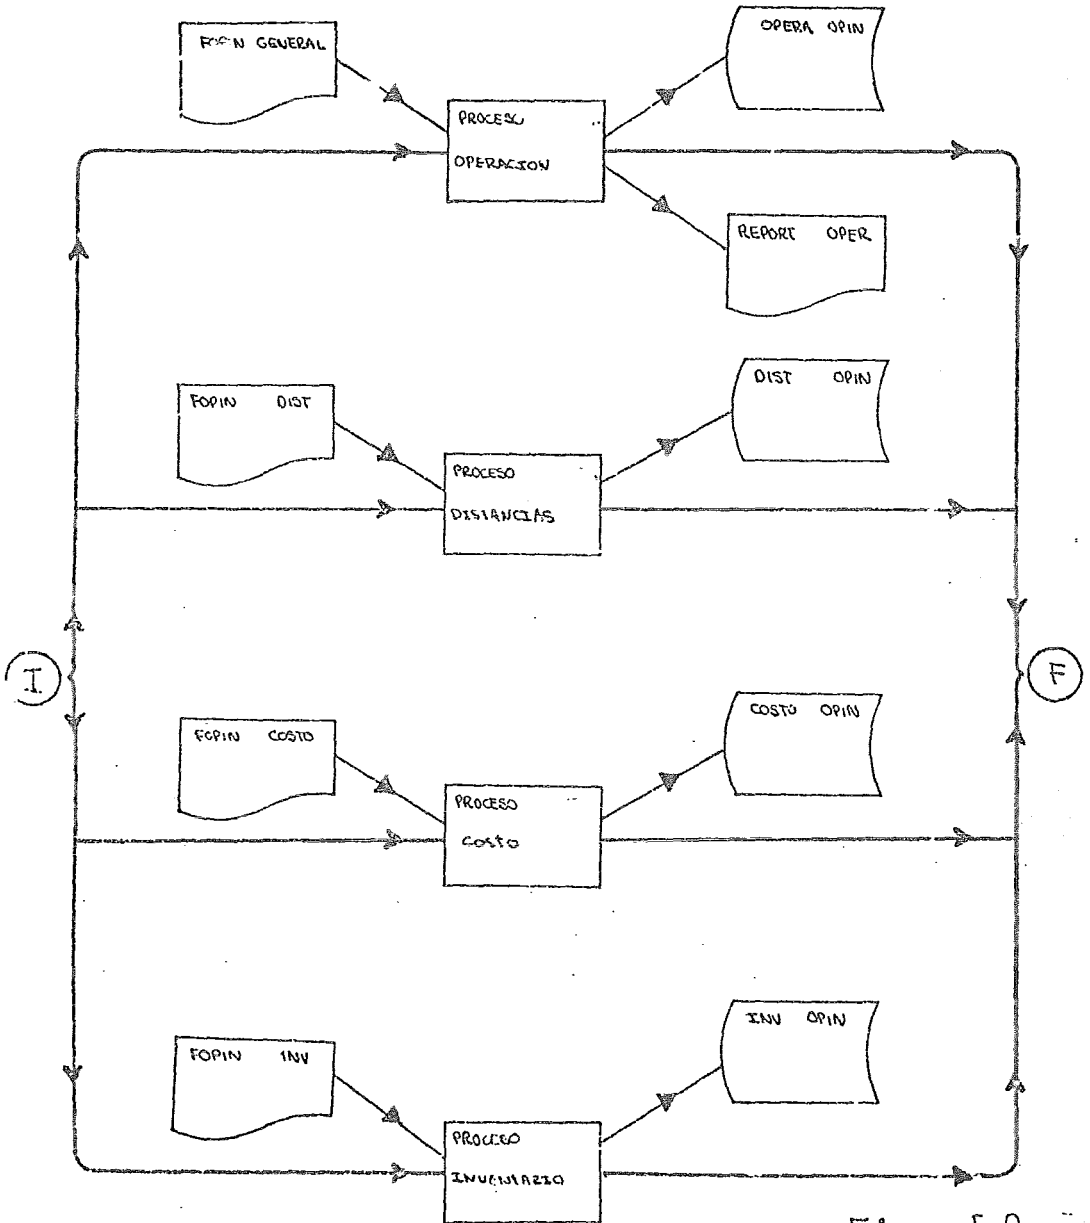 FOPIN GENERAL
OPERA OPIN
PROCESO
OPERACION
REPORT OPER
FOPIN DIST
DIST OPIN
PROCESO
DISTANCIAS
I
F
FOPIN COSTO
COSTO OPIN
PROCESO
COSTO
FOPIN INV
INV OPIN
PROCESO
INVENTARIO